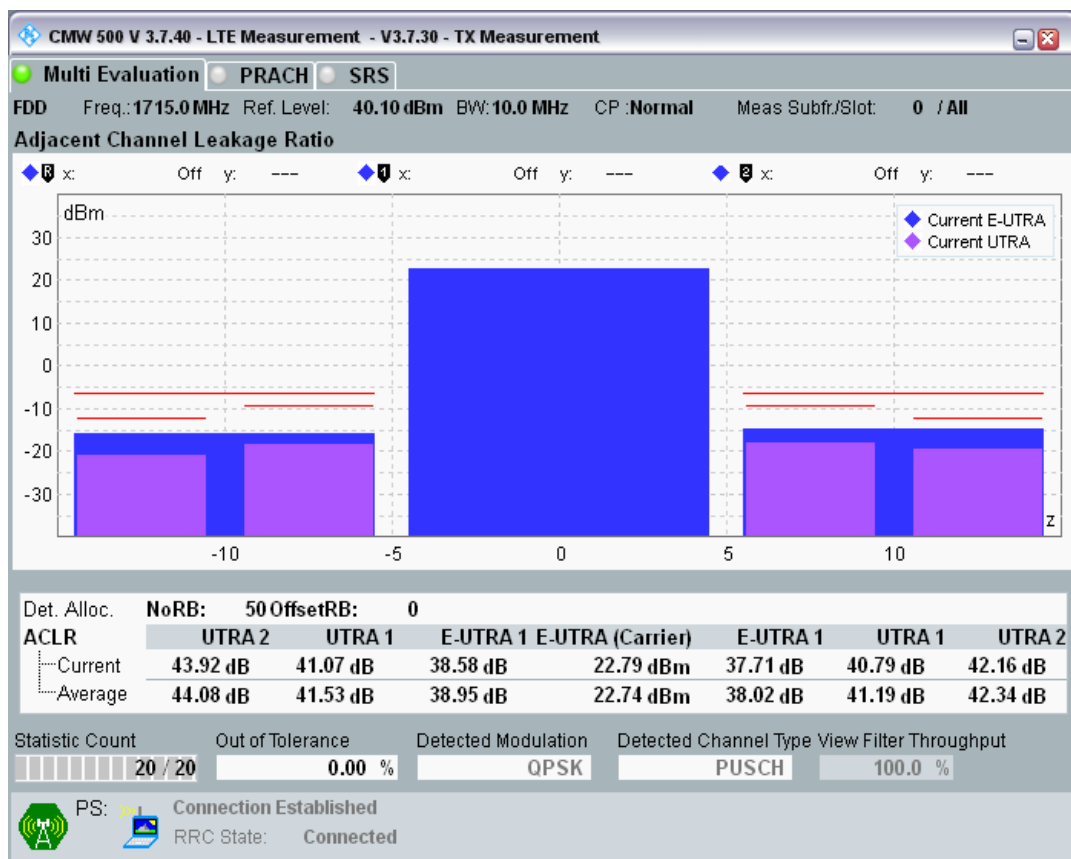 CMW 500 V 3.7.40 - LTE Measurement - V3.7.30 - TX Measurement
Multi Evaluation PRACH SRS
FDD Freq.:1715.0 MHz Ref. Level: 40.10 dBm BW:10.0 MHz CP :Normal Meas Subfr./Slot: 0 / All
Adjacent Channel Leakage Ratio
R x: Off y: --- 1 x: Off y: --- 2 x: Off y: ---
dBm
Current E-UTRA
Current UTRA
30
20
10
0
-10
-20
-30
z
-10 -5 0 5 10
Det. Alloc. NoRB: 50 OffsetRB: 0
ACLR UTRA 2 UTRA 1 E-UTRA 1 E-UTRA (Carrier) E-UTRA 1 UTRA 1 UTRA 2
Current 43.92 dB 41.07 dB 38.58 dB 22.79 dBm 37.71 dB 40.79 dB 42.16 dB
Average 44.08 dB 41.53 dB 38.95 dB 22.74 dBm 38.02 dB 41.19 dB 42.34 dB
Statistic Count Out of Tolerance Detected Modulation Detected Channel Type View Filter Throughput
20 / 20 0.00 % QPSK PUSCH 100.0 %
PS: Connection Established
RRC State: Connected